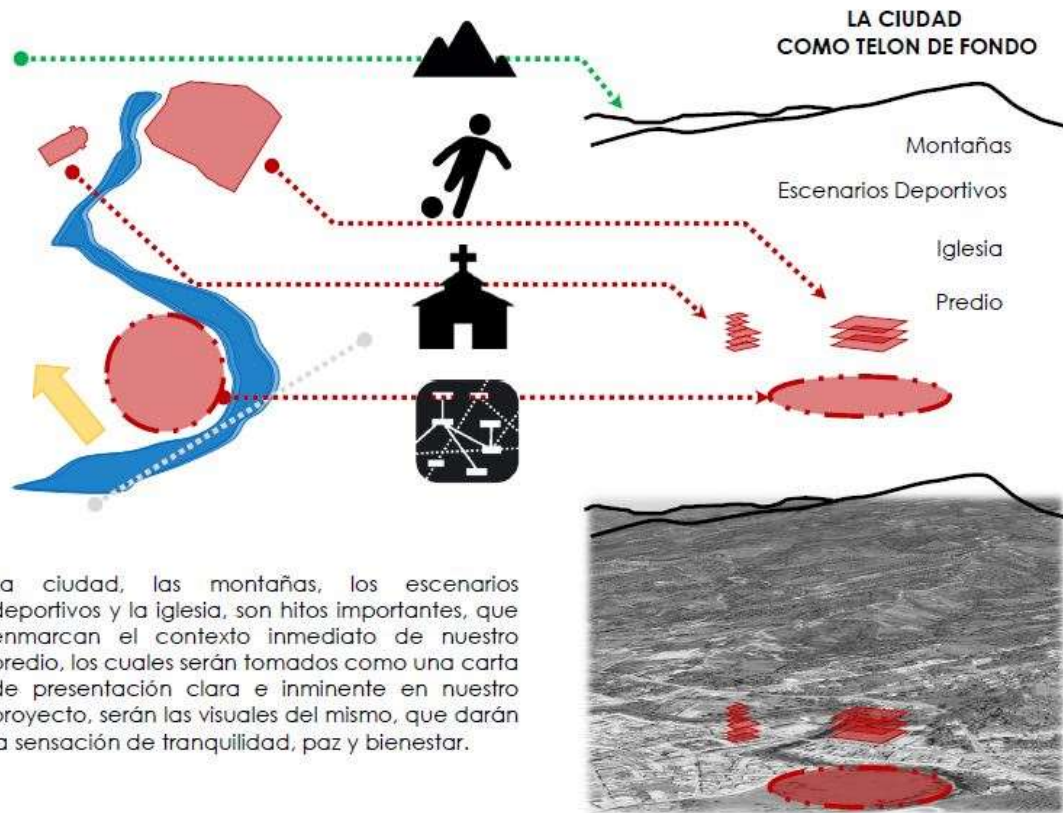 LA CIUDAD
COMO TELON DE FONDO
Montañas
Escenarios Deportivos
Iglesia
Predio
a ciudad, las montañas, los escenarios
deportivos y la iglesia, son hitos importantes, que
enmarcan el contexto inmediato de nuestro
predio, los cuales serán tomados como una carta
de presentación clara e inminente en nuestro
proyecto, serán las visuales del mismo, que darán
a sensación de tranquilidad, paz y bienestar.